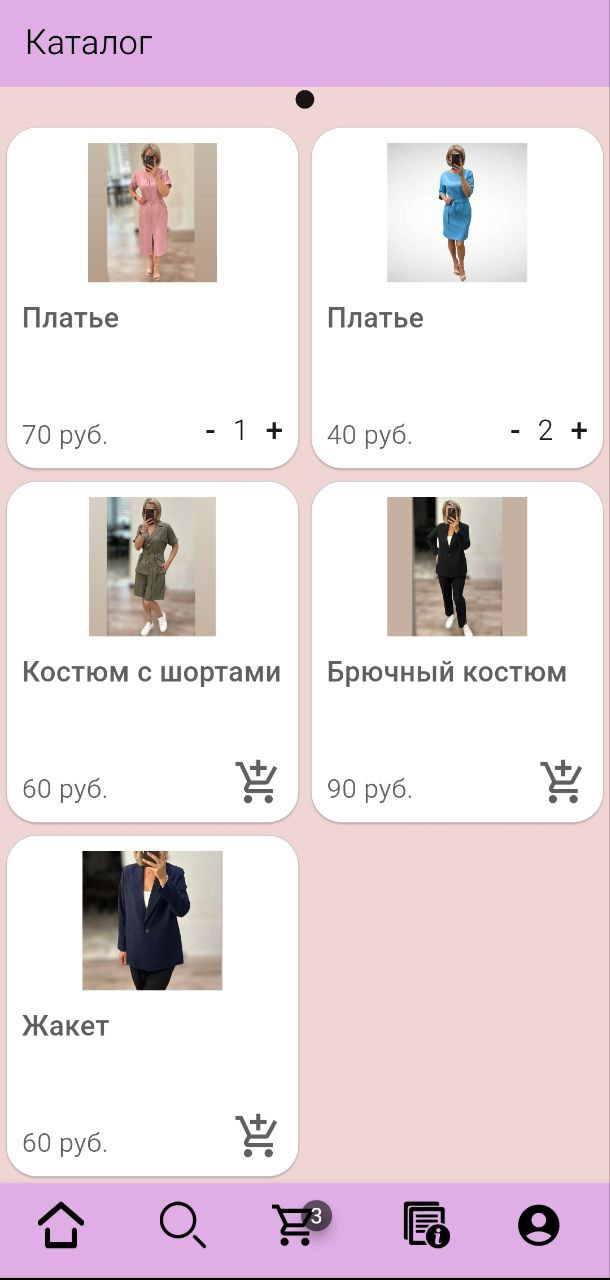 Каталог
Платье
70 руб. - 1 +
Платье
40 руб. - 2 +
Костюм с шортами
60 руб.
Брючный костюм
90 руб.
Жакет
60 руб.
3